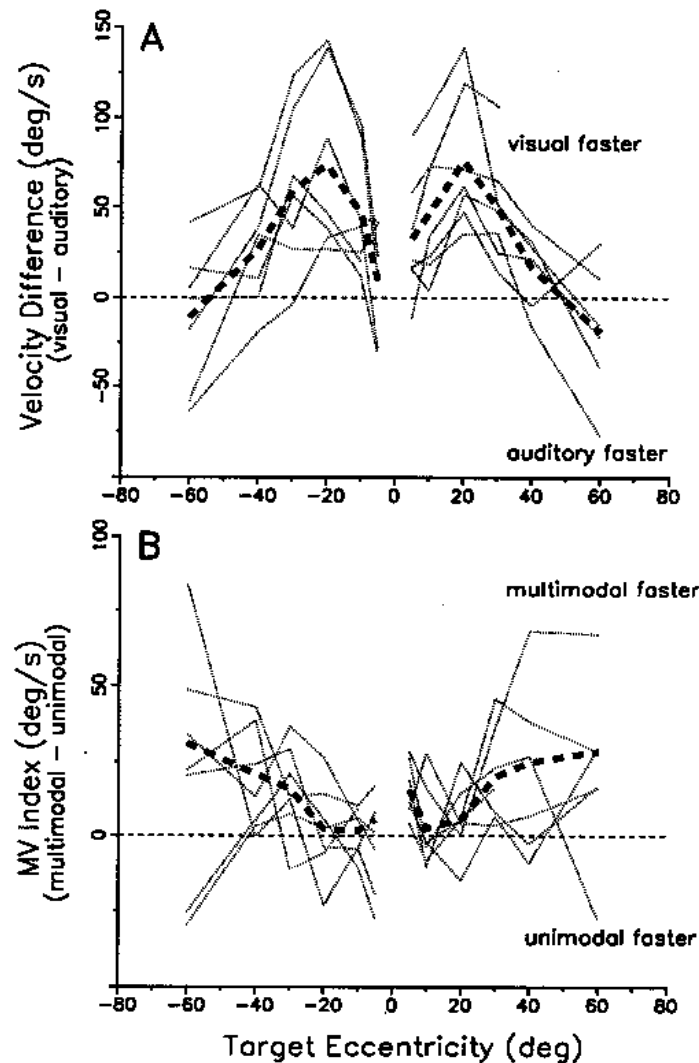 A
Velocity Difference (deg/s)
(visual − auditory)
150
100
50
0
−50
visual faster
auditory faster
−80 −60 −40 −20 0 20 40 60 80
B
MV Index (deg/s)
(multimodal − unimodal)
100
50
0
multimodal faster
unimodal faster
−80 −60 −40 −20 0 20 40 60 80
Target Eccentricity (deg)